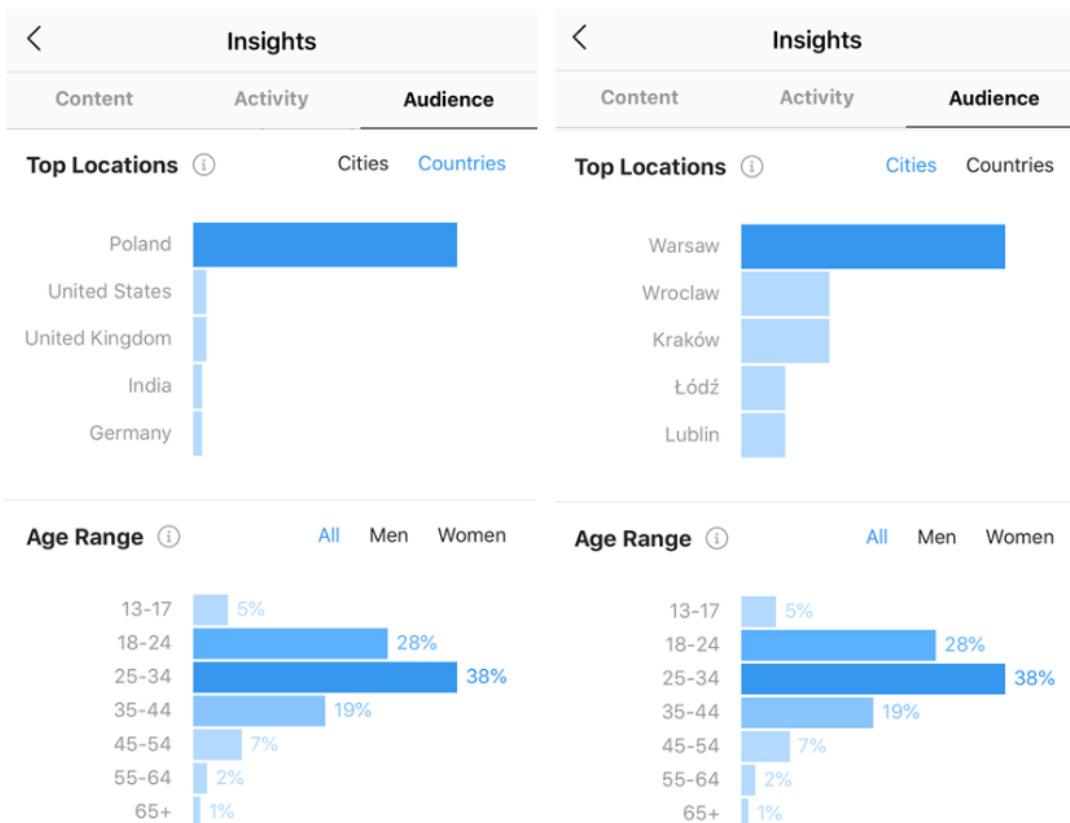 Insights
Content Activity Audience
Top Locations Cities Countries
Poland
United States
United Kingdom
India
Germany
Age Range All Men Women
13-17 5%
18-24 28%
25-34 38%
35-44 19%
45-54 7%
55-64 2%
65+ 1%
Insights
Content Activity Audience
Top Locations Cities Countries
Warsaw
Wroclaw
Kraków
Łódź
Lublin
Age Range All Men Women
13-17 5%
18-24 28%
25-34 38%
35-44 19%
45-54 7%
55-64 2%
65+ 1%